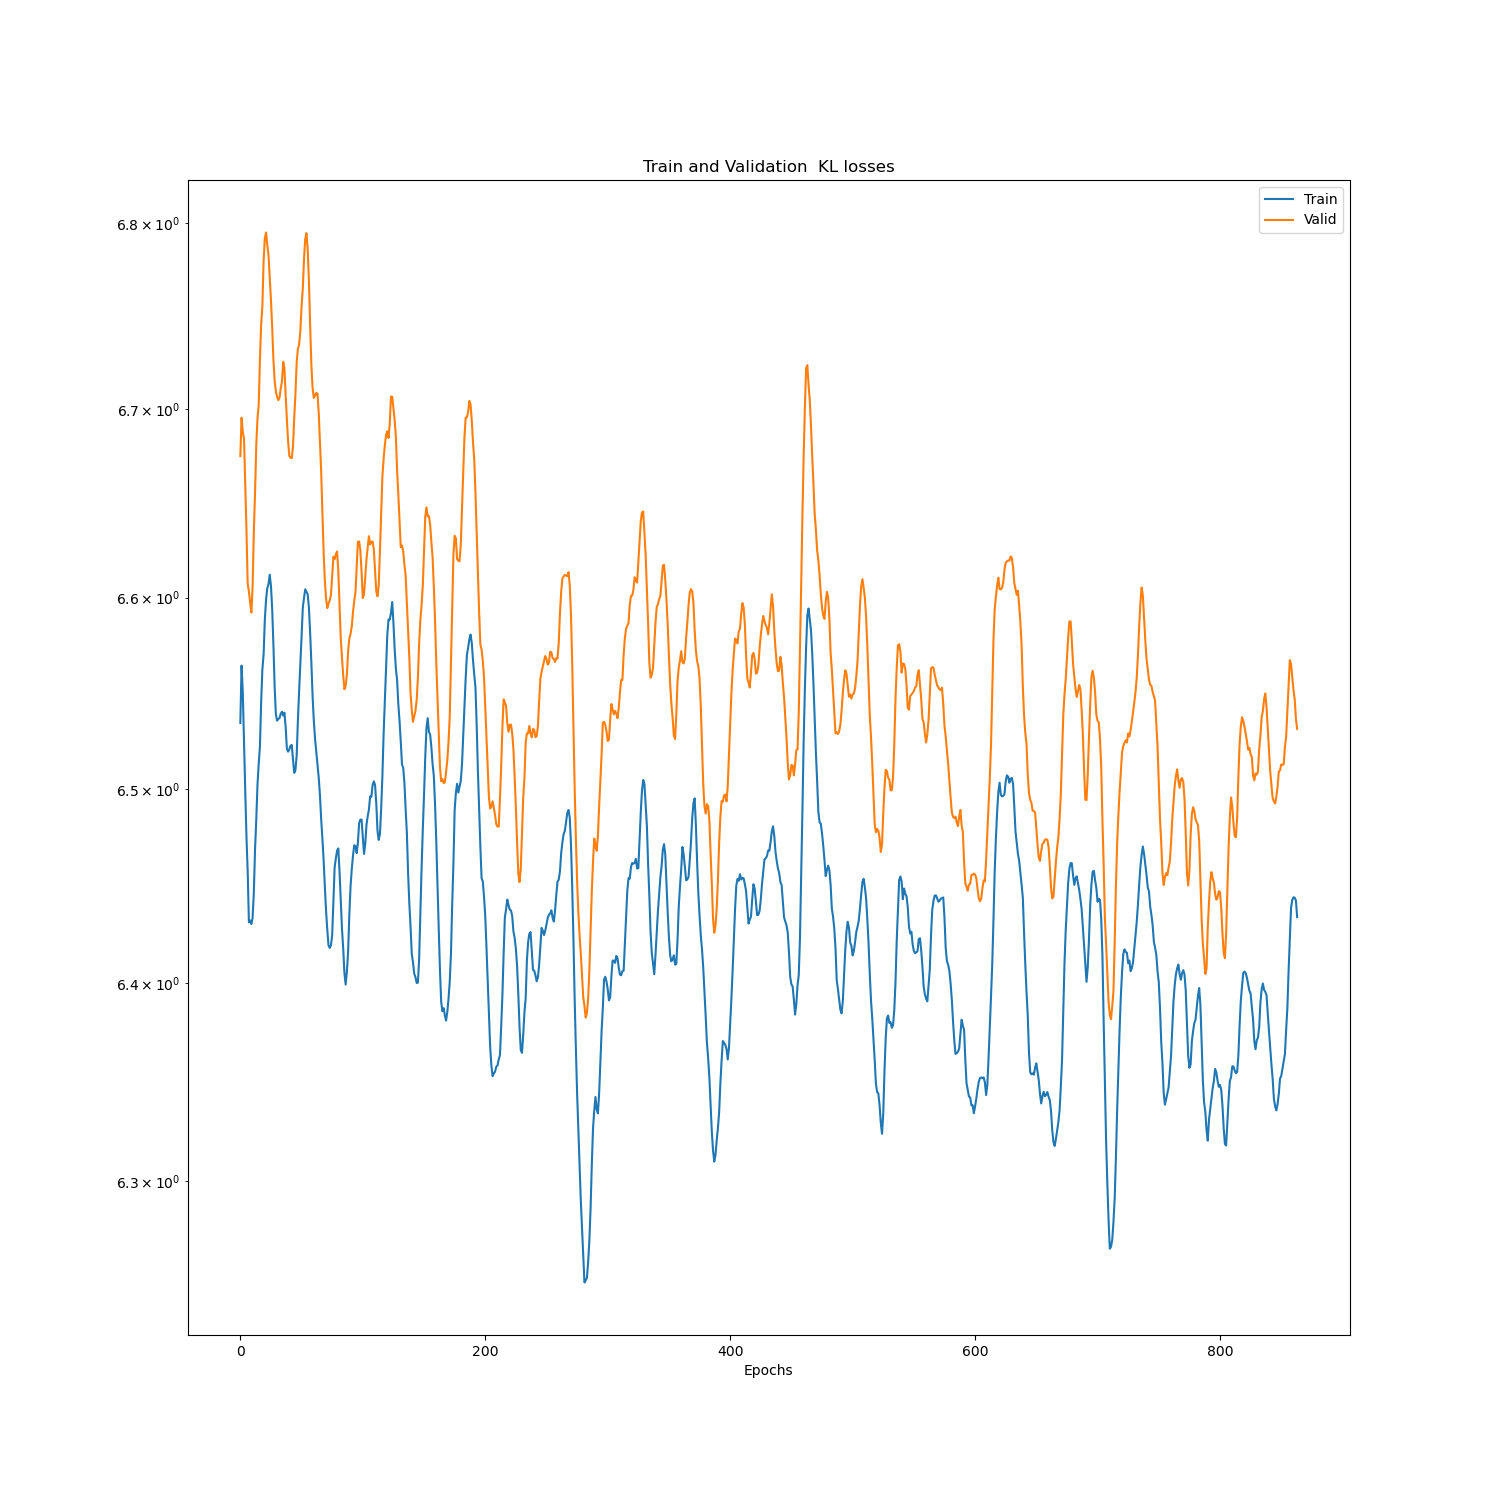 Train and Validation  KL losses
Train
Valid
6.8 × 10⁰
6.7 × 10⁰
6.6 × 10⁰
6.5 × 10⁰
6.4 × 10⁰
6.3 × 10⁰
0 200 400 600 800
Epochs